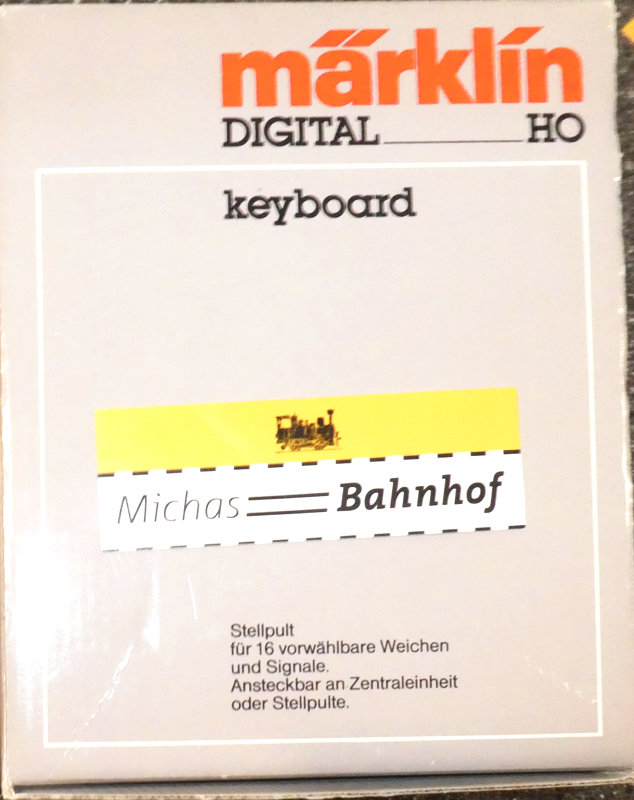 märklin
DIGITAL HO
keyboard
Michas Bahnhof
Stellpult
für 16 vorwählbare Weichen
und Signale.
Ansteckbar an Zentraleinheit
oder Stellpulte.